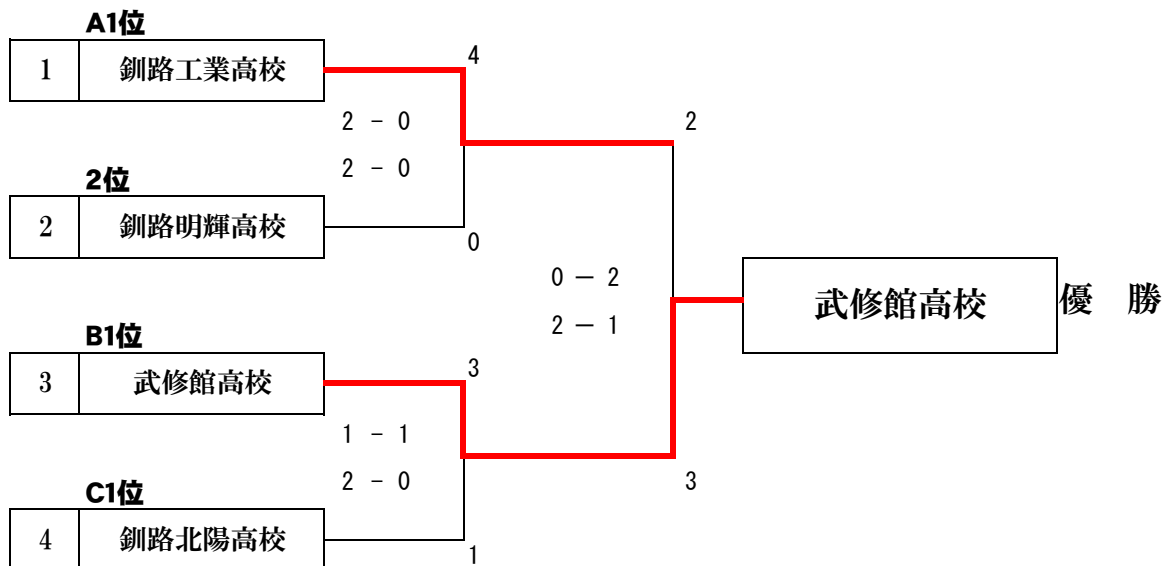 A1位
1 釧路工業高校
4
2 - 0
2 - 0
2位
2 釧路明輝高校
0
2
0 - 2
2 - 1
武修館高校 優 勝
B1位
3 武修館高校
3
1 - 1
2 - 0
C1位
4 釧路北陽高校
1
3